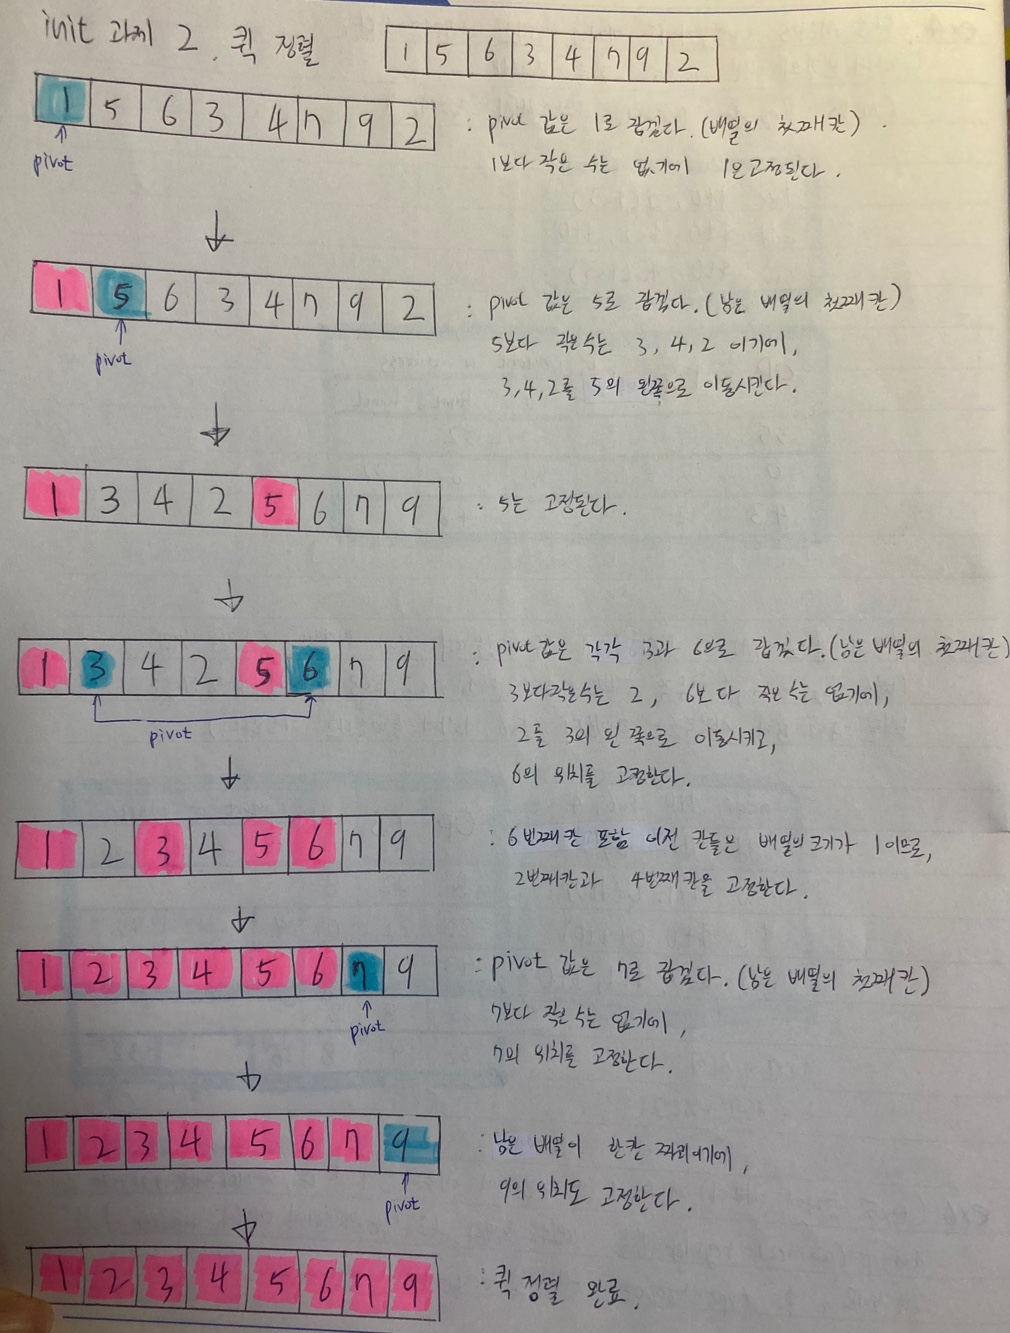 init 과제 2. 퀵 정렬 1 5 6 3 4 7 9 2
1 5 6 3 4 7 9 2
: pivot 값은 1로 잡겠다. (배열의 첫째칸).
pivot
1보다 작은 수는 없기에 1은 고정된다.
1 5 6 3 4 7 9 2
: pivot 값은 5로 잡겠다. (남은 배열의 첫째칸)
pivot
5보다 작은수는 3, 4, 2 이기에,
3, 4, 2를 5의 왼쪽으로 이동시킨다.
1 3 4 2 5 6 7 9
: 5는 고정된다.
1 3 4 2 5 6 7 9
: pivot 값은 각각 3과 6으로 잡겠다. (남은 배열의 첫째칸)
3보다작은수는 2, 6보다 작은 수는 없기에,
pivot
2를 3의 왼 쪽으로 이동시키고,
6의 위치를 고정한다.
1 2 3 4 5 6 7 9
: 6번째칸 포함 이전 칸들은 배열의크기가 1이므로,
2번째칸과 4번째칸을 고정한다.
1 2 3 4 5 6 7 9
: pivot 값은 7로 잡겠다. (남은 배열의 첫째칸)
pivot
7보다 작은 수는 없기에,
7의 위치를 고정한다.
1 2 3 4 5 6 7 9
: 남은 배열이 한칸 짜리이기에,
pivot
9의 위치도 고정한다.
1 2 3 4 5 6 7 9
: 퀵 정렬 완료.